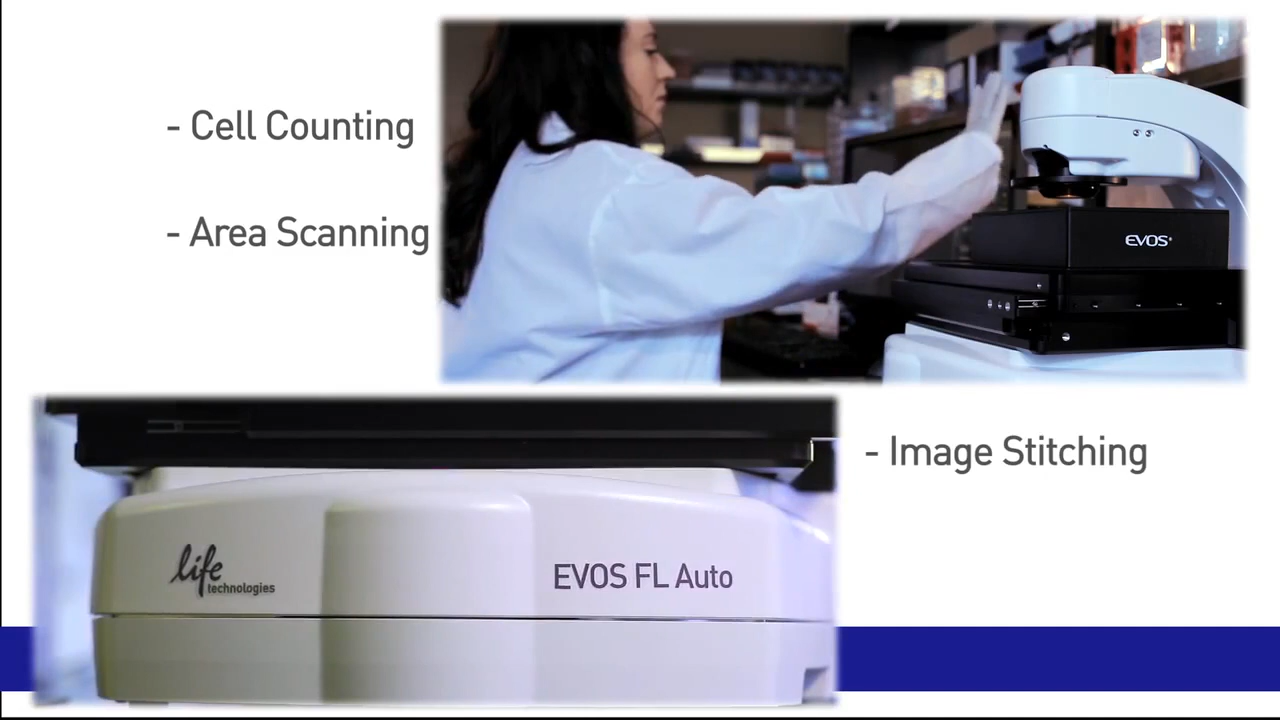 - Cell Counting
- Area Scanning
EVOS
- Image Stitching
life
technologies
EVOS FL Auto